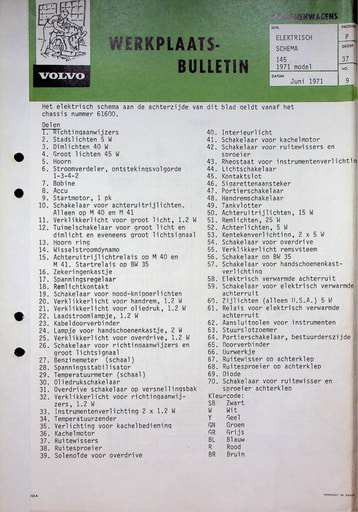 WERKPLAATS-
BULLETIN
VOLVO
ELEKTRISCH
SCHEMA
145
1971 model
DATUM
Juni 1971
P
37
NR
9
Het elektrisch schema aan de achterzijde van dit blad geldt vanaf het
chassis nummer 61690.
Delen
1. Richtingaanwijzers
2. Stadslichten 5 W
3. Dimlichten 40 W
4. Groot lichten 45 W
5. Hoorn
6. Stroomverdeler, ontstekingsvolgorde
1-3-4-2
7. Bobine
8. Accu
9. Startmotor, 1 pk
10. Schakelaar voor achteruitrijlichten.
Alleen op M 40 en M 41
11. Verklikkerlicht voor groot licht, 1.2 W
12. Tuimelschakelaar voor groot licht en
dimlicht en eveneens groot lichtsignaal
13. Hoorn ring
14. Wisselstroomdynamo
15. Achteruitrijlichtrelais op M 40 en
M 41. Startrelais op BW 35
16. Zekeringenkastje
17. Spanningsregelaar
18. Remlichtkontakt
19. Schakelaar voor nood-knipperlichten
20. Verklikkerlicht voor handrem, 1.2 W
21. Verklikkerlicht voor oliedruk, 1.2 W
22. Laadstroomlampje, 1.2 W
23. Kabeldoorverbinder
24. Lampje voor handschoenenkastje, 2 W
25. Verklikkerlicht voor overdrive, 1.2 W
26. Schakelaar voor richtingaanwijzers en
groot lichtsignaal
27. Benzinemeter (schaal)
28. Spanningsstabilisator
29. Temperatuurmeter (schaal)
30. Oliedrukschakelaar
31. Overdrive schakelaar op versnellingsbak
32. Verklikkerlicht voor richtingaanwij-
zers, 1.2 W
33. Instrumentenverlichting 2 x 1.2 W
34. Temperatuurzender
35. Verlichting voor kachelbediening
36. Kachelmotor
37. Ruitewissers
38. Ruitesproeier
39. Solenoïde voor overdrive
40. Interieurlicht
41. Schakelaar voor kachelmotor
42. Schakelaar voor ruitewissers en
sproeier
43. Rheostaat voor instrumentenverlichting
44. Lichtschakelaar
45. Kontaktslot
46. Sigarettenaansteker
47. Portierschakelaar
48. Handremschakelaar
49. Tankvlotter
50. Achteruitrijlichten, 15 W
51. Remlichten, 25 W
52. Achterlichten, 5 W
53. Kentekenverlichting, 2 x 5 W
54. Schakelaar voor overdrive
55. Verklikkerlicht remsysteem
56. Schakelaar op BW 35
57. Schakelaar voor handschoenenkast-
verlichting
58. Elektrisch verwarmde achterruit
59. Schakelaar voor elektrisch verwarmde
achterruit
60. Zijlichten (alleen U.S.A.) 5 W
61. Relais voor elektrisch verwarmde
achterruit
62. Aansluiting voor instrumenten
63. Stuurslotzoemer
64. Portierschakelaar, bestuurderszijde
65. Doorverbinder
66. Uurwerkje
67. Ruitewisser op achterklep
68. Ruitesproeier op achterklep
69. Diode
70. Schakelaar voor ruitewisser en
sproeier achterklep
Kleurcode:
SB Zwart
W Wit
Y Geel
GN Groen
GR Grijs
BL Blauw
R Rood
BR Bruin